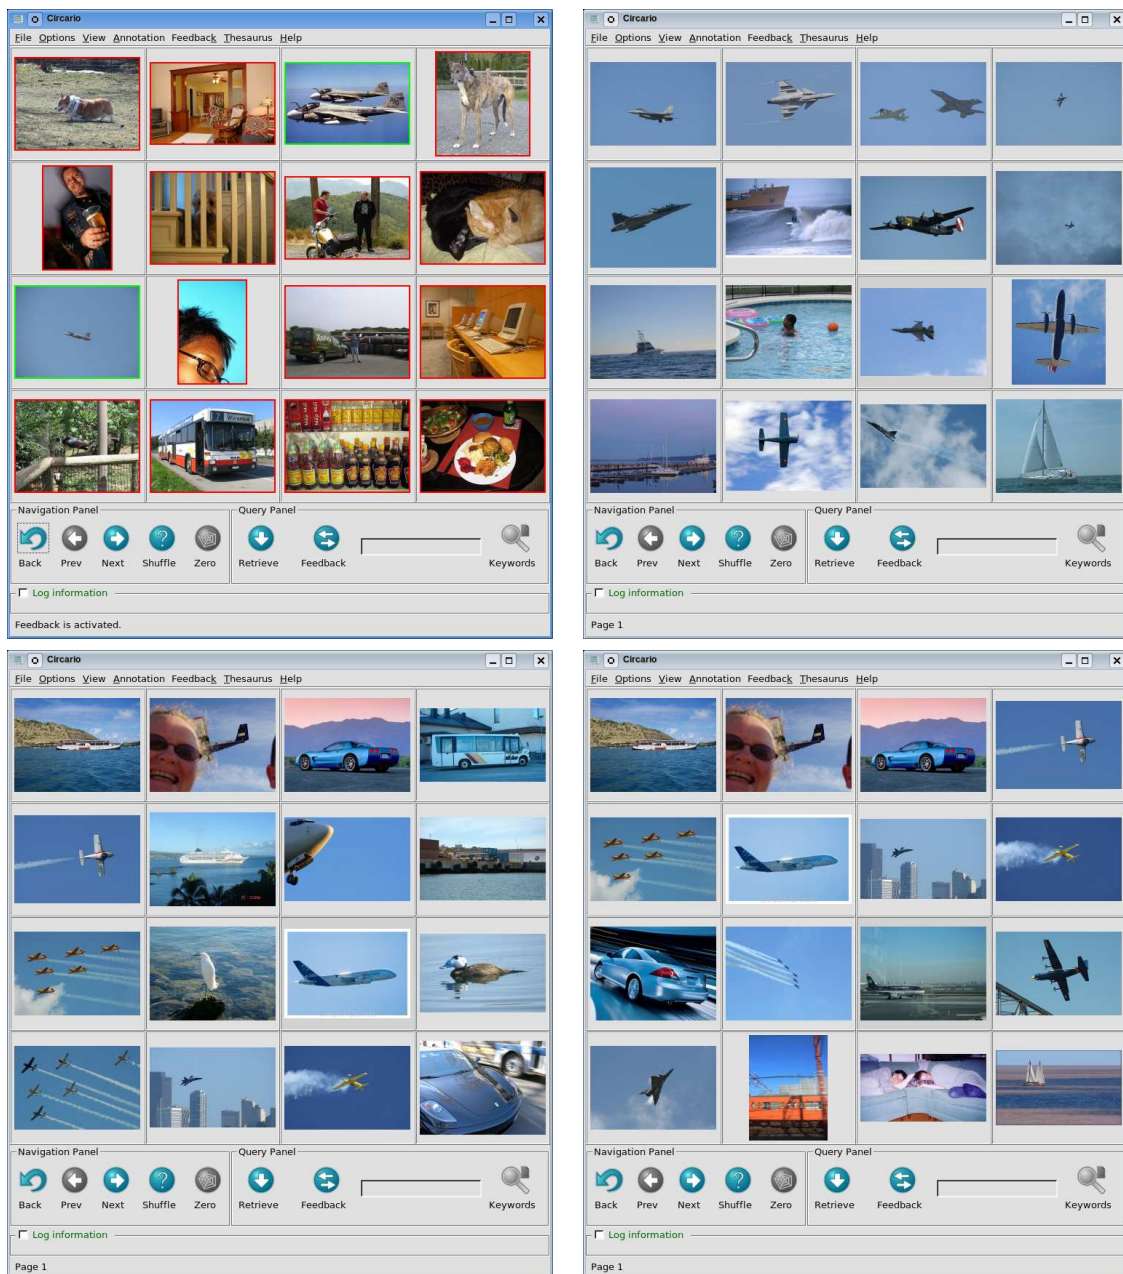 Circario
File Options View Annotation Feedback Thesaurus Help
Navigation Panel
Query Panel
Back Prev Next Shuffle Zero Retrieve Feedback Keywords
Log information
Feedback is activated.
Circario
File Options View Annotation Feedback Thesaurus Help
Navigation Panel
Query Panel
Back Prev Next Shuffle Zero Retrieve Feedback Keywords
Log information
Page 1
Circario
File Options View Annotation Feedback Thesaurus Help
Navigation Panel
Query Panel
Back Prev Next Shuffle Zero Retrieve Feedback Keywords
Log information
Page 1
Circario
File Options View Annotation Feedback Thesaurus Help
Navigation Panel
Query Panel
Back Prev Next Shuffle Zero Retrieve Feedback Keywords
Log information
Page 1